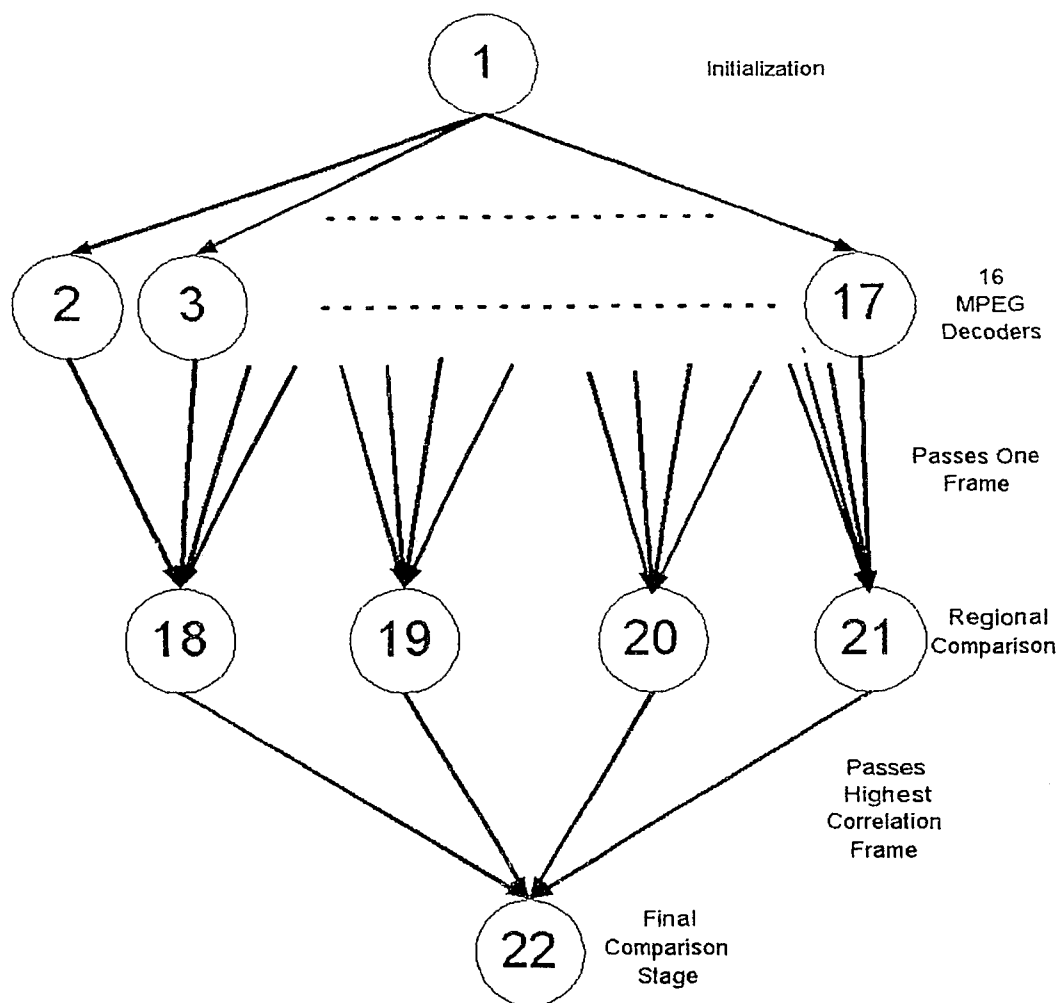 1
Initialization
2
3
17
16
MPEG
Decoders
Passes One
Frame
18
19
20
21
Regional
Comparison
Passes
Highest
Correlation
Frame
22
Final
Comparison
Stage